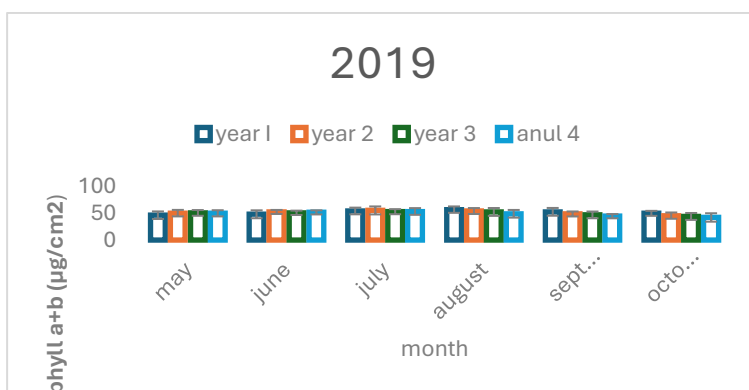 2019
year I year 2 year 3 anul 4
phyll a+b (µg/cm2)
100
50
0
may june july august sept... octo...
month